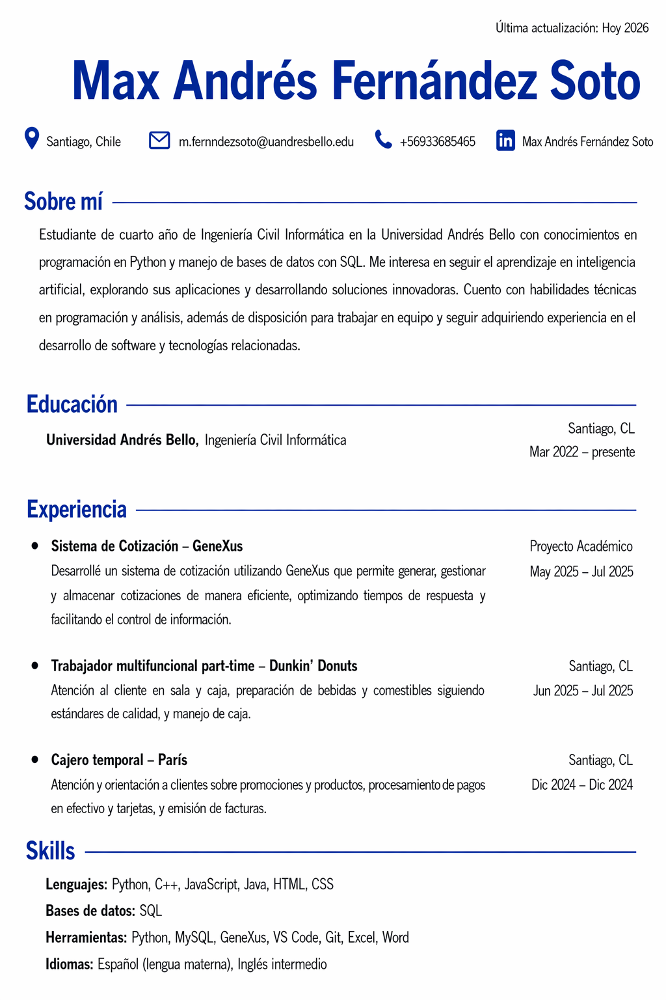 Última actualización: Hoy 2026
Max Andrés Fernández Soto
Santiago, Chile m.fernndezsoto@uandresbello.edu +56933685465 in Max Andrés Fernández Soto
Sobre mí
Estudiante de cuarto año de Ingeniería Civil Informática en la Universidad Andrés Bello con conocimientos en
programación en Python y manejo de bases de datos con SQL. Me interesa en seguir el aprendizaje en inteligencia
artificial, explorando sus aplicaciones y desarrollando soluciones innovadoras. Cuento con habilidades técnicas
en programación y análisis, además de disposición para trabajar en equipo y seguir adquiriendo experiencia en el
desarrollo de software y tecnologías relacionadas.
Educación
Santiago, CL
Universidad Andrés Bello, Ingeniería Civil Informática
Mar 2022 – presente
Experiencia
Sistema de Cotización – GeneXus Proyecto Académico
Desarrollé un sistema de cotización utilizando GeneXus que permite generar, gestionar May 2025 – Jul 2025
y almacenar cotizaciones de manera eficiente, optimizando tiempos de respuesta y
facilitando el control de información.
Trabajador multifuncional part-time – Dunkin’ Donuts Santiago, CL
Atención al cliente en sala y caja, preparación de bebidas y comestibles siguiendo Jun 2025 – Jul 2025
estándares de calidad, y manejo de caja.
Cajero temporal – París Santiago, CL
Atención y orientación a clientes sobre promociones y productos, procesamiento de pagos Dic 2024 – Dic 2024
en efectivo y tarjetas, y emisión de facturas.
Skills
Lenguajes: Python, C++, JavaScript, Java, HTML, CSS
Bases de datos: SQL
Herramientas: Python, MySQL, GeneXus, VS Code, Git, Excel, Word
Idiomas: Español (lengua materna), Inglés intermedio